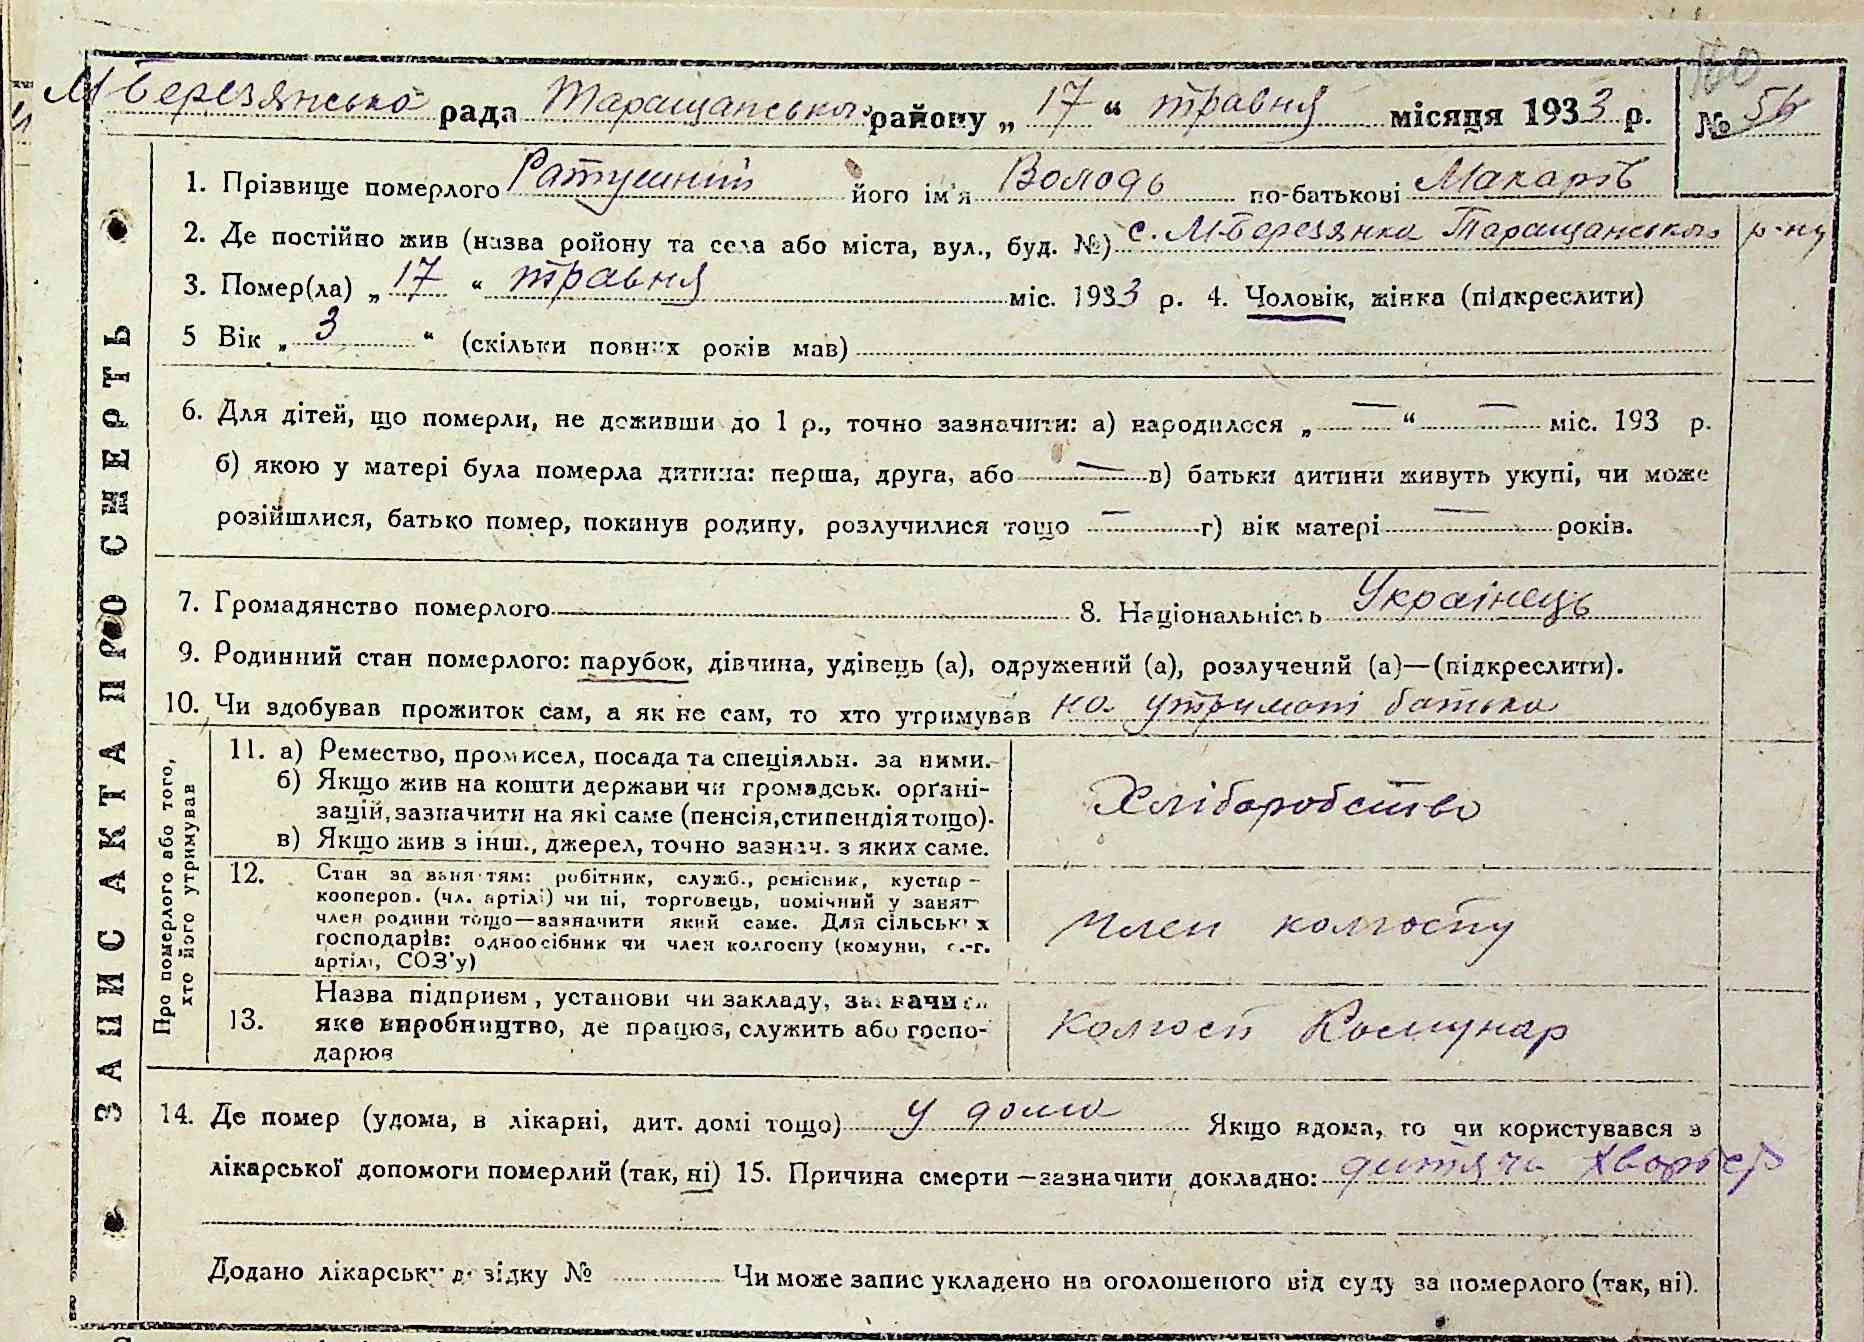 М Березянська рада Таращанського району „17“ травня місяця 1933 р. № 56
1. Прізвище померлого Ратушний його ім'я Володь по-батькові Макарів
2. Де постійно жив (назва ройону та села або міста, вул., буд. №) с. М-Березянка Таращанського р-ну
3. Помер(ла) „17“ травня міс. 1933 р. 4. Чоловік, жінка (підкреслити)
5 Вік „3“ (скільки повних років мав)
6. Для дітей, що померли, не доживши до 1 р., точно зазначити: а) народилося „—“ — міс. 193 р.
б) якою у матері була померла дитина: перша, друга, або — в) батьки дитини живуть укупі, чи може
розійшлися, батько помер, покинув родину, розлучилися тощо — г) вік матері — років.
7. Громадянство померлого 8. Національність Українець
9. Родинний стан померлого: парубок, дівчина, удівець (а), одружений (а), розлучений (а)—(підкреслити).
10. Чи здобував прожиток сам, а як не сам, то хто утримував на утримані батька
ЗАПИС АКТА ПРО СМЕРТЬ
Про померлого або того, хто його утримував
11. а) Ремество, промисел, посада та спеціяльн. за ними.
б) Якщо жив на кошти держави чи громадськ. орґані-
зацій, зазначити на які саме (пенсія, стипендія тощо).
в) Якщо жив з інш., джерел, точно зазнач. з яких саме.
Хліборобство
12. Стан за заняттям: робітник, служб., ремісник, кустар –
кооперов. (чл. артілі) чи ні, торговець, помічний у занят
член родини тощо—зазначити який саме. Для сільських
господарів: одноосібник чи член колгоспу (комуни, с.-г.
артілі, СОЗ'у)
член колгоспу
13. Назва підприєм, установи чи закладу, зазначити
яке виробництво, де працює, служить або госпо-
дарює
Колгосп Комунар
14. Де помер (удома, в лікарні, дит. домі тощо) у дома Якщо вдома, то чи користувався з
лікарської допомоги померлий (так, ні) 15. Причина смерти —зазначити докладно: дитяча
Додано лікарську довідку № Чи може запис укладено на оголошеного від суду за померлого (так, ні).